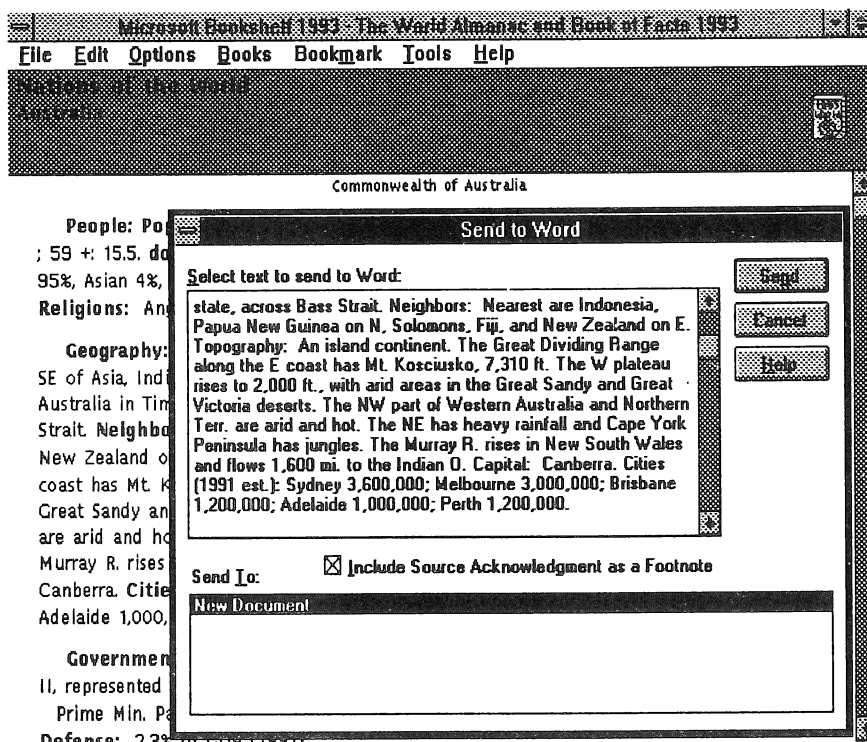 Microsoft Bookshelf 1993 - The World Almanac and Book of Facts 1993
File Edit Options Books Bookmark Tools Help
Nations of the World
Australia
Commonwealth of Australia
People: Pop
; 59 +: 15.5. de
95%, Asian 4%,
Religions: Ang
Geography:
SE of Asia, Indi
Australia in Tim
Strait. Neighbo
New Zealand o
coast has Mt. K
Great Sandy an
are arid and ho
Murray R. rises
Canberra. Citie
Adelaide 1,000,
Governmen
II, represented
Prime Min. Pa
Defense: 2.3%
Send to Word
Select text to send to Word:
state, across Bass Strait. Neighbors: Nearest are Indonesia,
Papua New Guinea on N, Solomons, Fiji, and New Zealand on E.
Topography: An island continent. The Great Dividing Range
along the E coast has Mt. Kosciusko, 7,310 ft. The W plateau
rises to 2,000 ft., with arid areas in the Great Sandy and Great
Victoria deserts. The NW part of Western Australia and Northern
Terr. are arid and hot. The NE has heavy rainfall and Cape York
Peninsula has jungles. The Murray R. rises in New South Wales
and flows 1,600 mi. to the Indian O. Capital: Canberra. Cities
(1991 est.): Sydney 3,600,000; Melbourne 3,000,000; Brisbane
1,200,000; Adelaide 1,000,000; Perth 1,200,000.
Send
Cancel
Help
Include Source Acknowledgment as a Footnote
Send To:
New Document